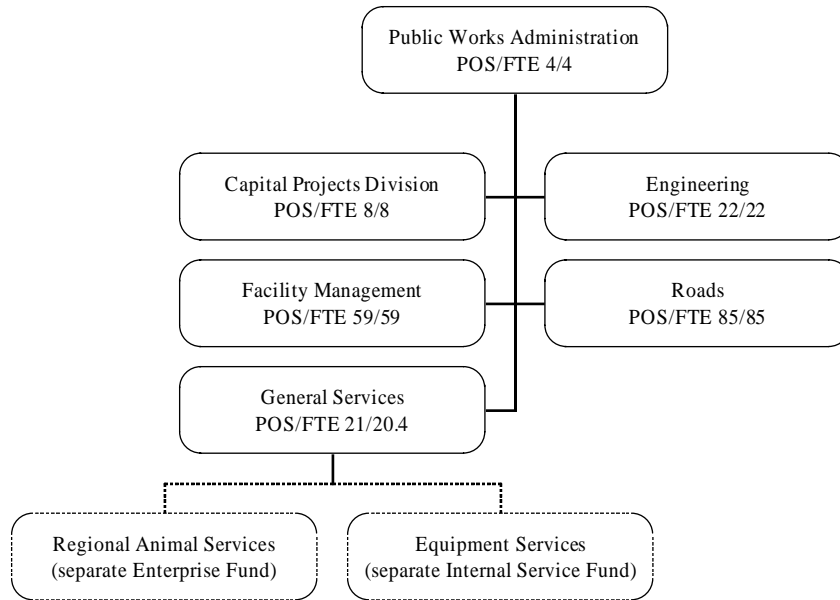 Public Works Administration
POS/FTE 4/4
Capital Projects Division
POS/FTE 8/8
Engineering
POS/FTE 22/22
Facility Management
POS/FTE 59/59
Roads
POS/FTE 85/85
General Services
POS/FTE 21/20.4
Regional Animal Services
(separate Enterprise Fund)
Equipment Services
(separate Internal Service Fund)